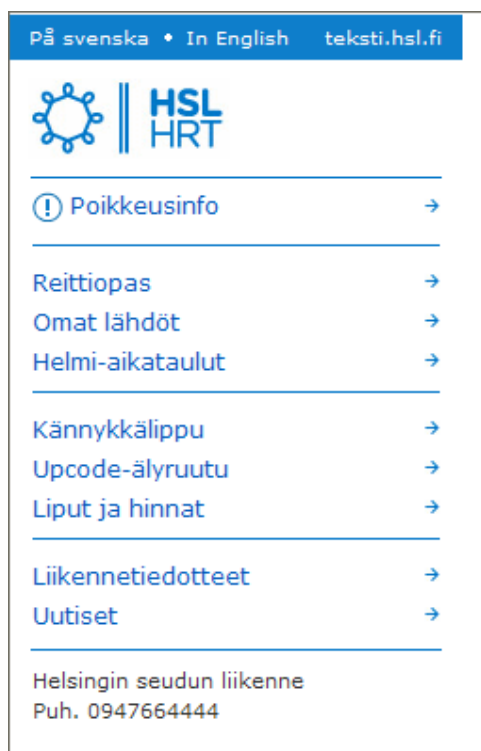 På svenska • In English teksti.hsl.fi
HSL
HRT
Poikkeusinfo →
Reittiopas →
Omat lähdöt →
Helmi-aikataulut →
Kännykkälippu →
Upcode-älyruutu →
Liput ja hinnat →
Liikennetiedotteet →
Uutiset →
Helsingin seudun liikenne
Puh. 0947664444